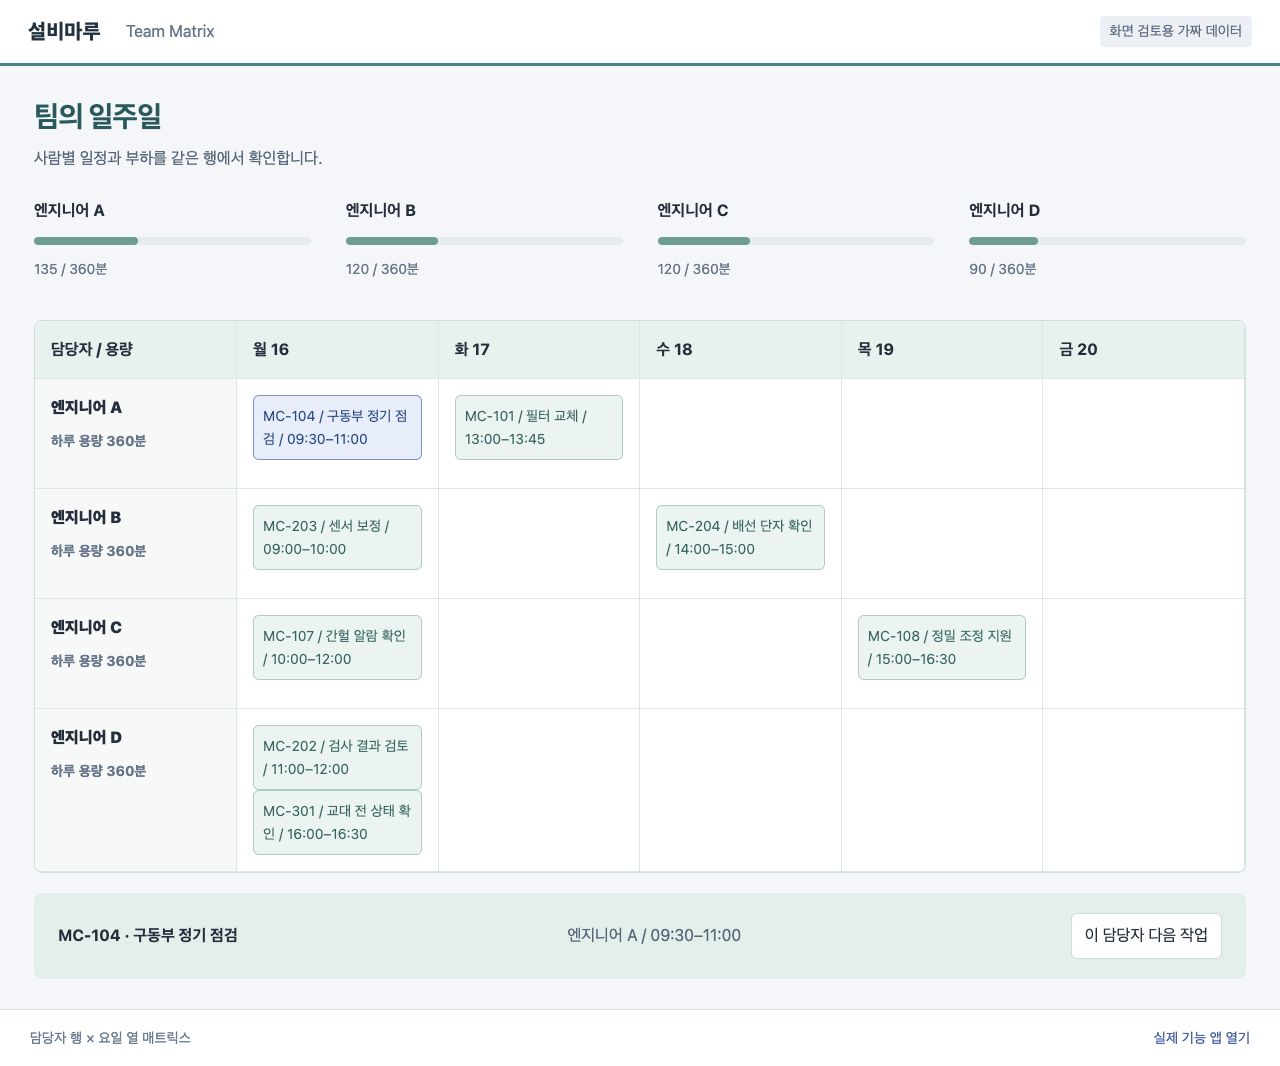 설비마루
Team Matrix
화면 검토용 가짜 데이터
팀의 일주일
사람별 일정과 부하를 같은 행에서 확인합니다.
엔지니어 A
엔지니어 B
엔지니어 C
엔지니어 D
135 / 360분
120 / 360분
120 / 360분
90 / 360분
담당자 / 용량
월 16
화 17
수 18
목 19
금 20
엔지니어 A
하루 용량 360분
MC-104 / 구동부 정기 점
검 / 09:30–11:00
MC-101 / 필터 교체 /
13:00–13:45
엔지니어 B
하루 용량 360분
MC-203 / 센서 보정 /
09:00–10:00
MC-204 / 배선 단자 확인
/ 14:00–15:00
엔지니어 C
하루 용량 360분
MC-107 / 간헐 알람 확인
/ 10:00–12:00
MC-108 / 정밀 조정 지원
/ 15:00–16:30
엔지니어 D
하루 용량 360분
MC-202 / 검사 결과 검토
/ 11:00–12:00
MC-301 / 교대 전 상태 확
인 / 16:00–16:30
MC-104 · 구동부 정기 점검
엔지니어 A / 09:30–11:00
이 담당자 다음 작업
담당자 행 × 요일 열 매트릭스
실제 기능 앱 열기